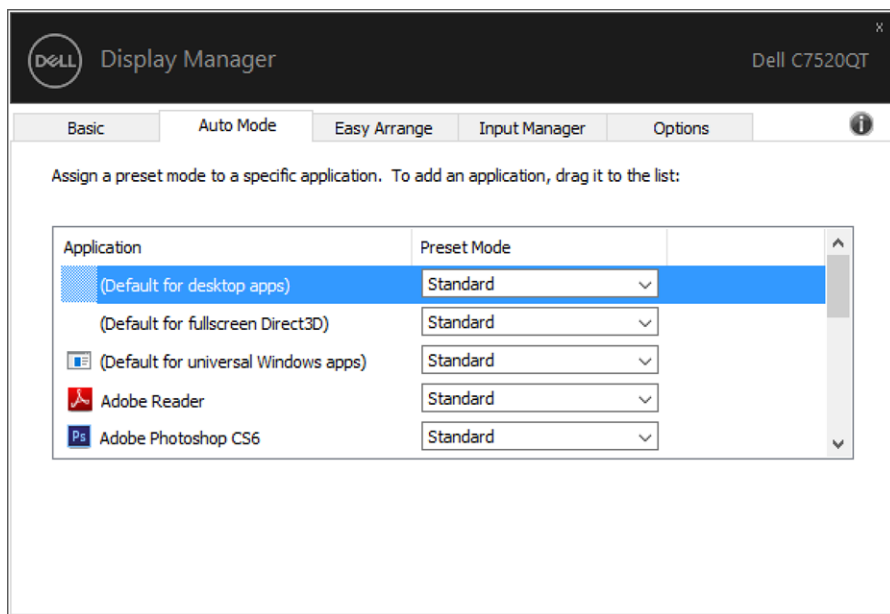 x
DELL Display Manager Dell C7520QT
Basic Auto Mode Easy Arrange Input Manager Options i
Assign a preset mode to a specific application. To add an application, drag it to the list:
Application Preset Mode
(Default for desktop apps) Standard
(Default for fullscreen Direct3D) Standard
(Default for universal Windows apps) Standard
Adobe Reader Standard
Ps Adobe Photoshop CS6 Standard